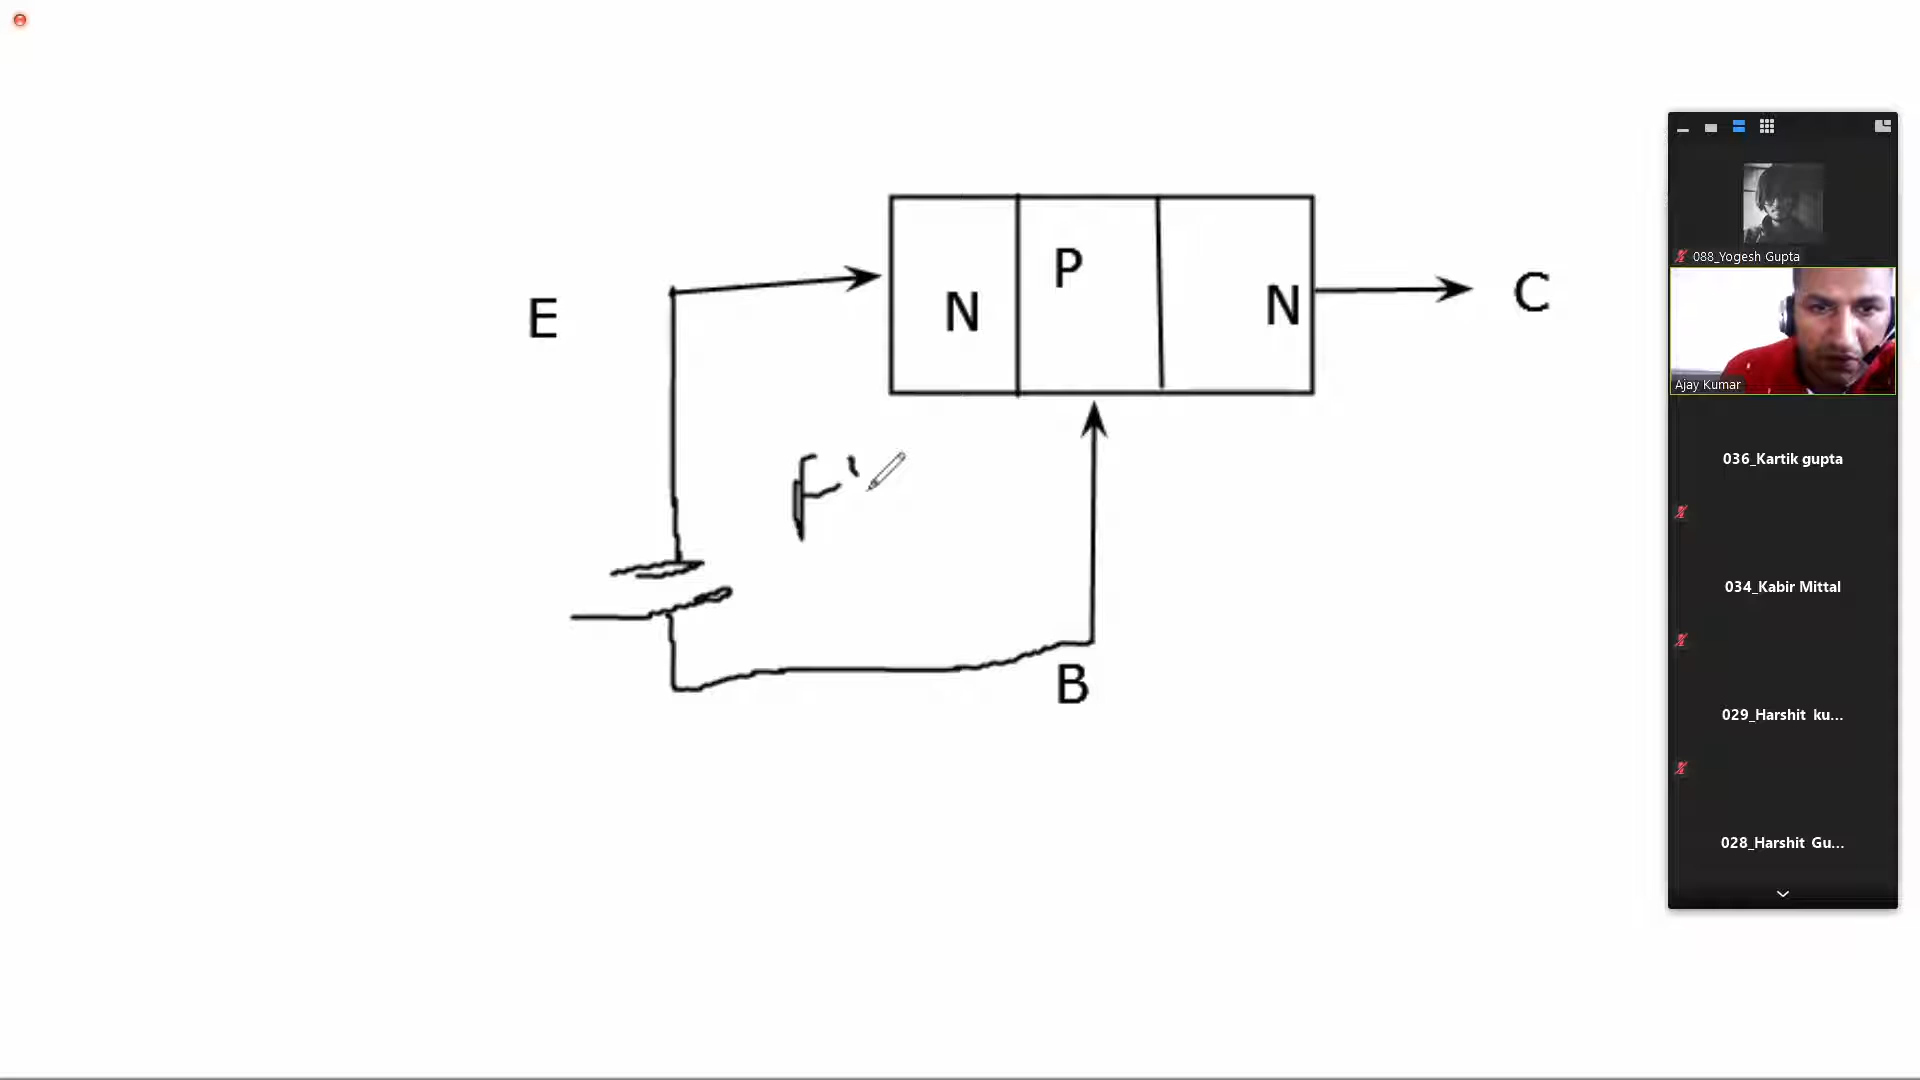 088_Yogesh Gupta
P
N
N
C
E
Ajay Kumar
036_Kartik gupta
F
034_Kabir Mittal
B
029_Harshit ku...
028_Harshit Gu...